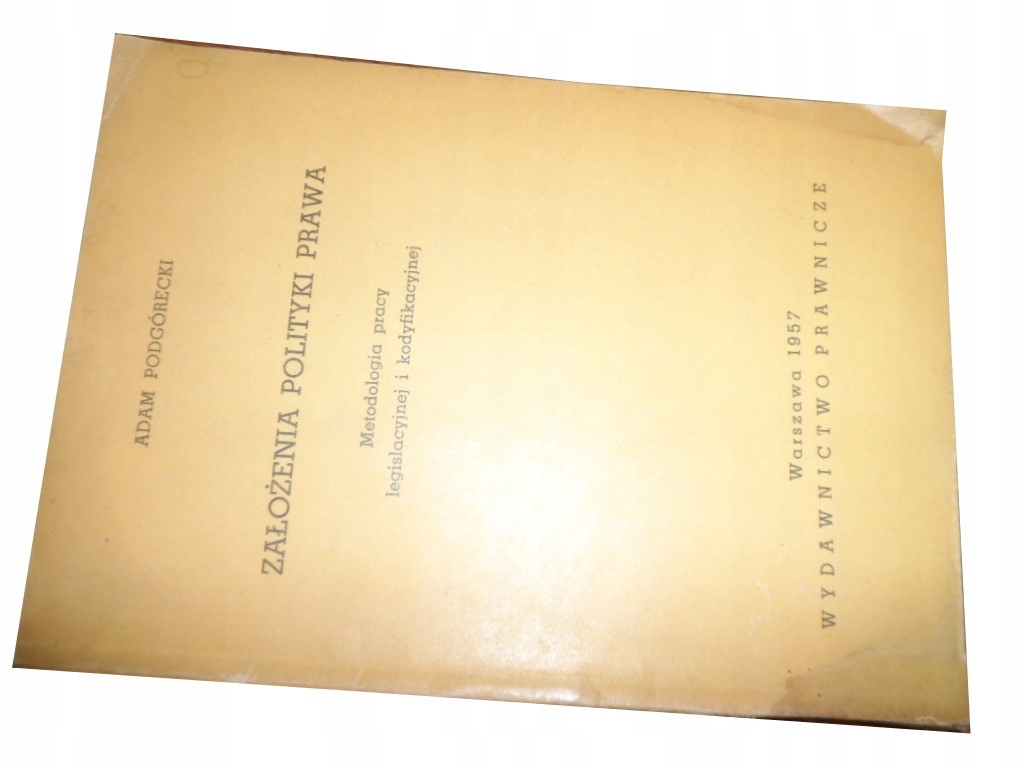 ADAM PODGÓRECKI
ZAŁOŻENIA POLITYKI PRAWA
Metodologia pracy
legislacyjnej i kodyfikacyjnej
Warszawa 1957
WYDAWNICTWO PRAWNICZE